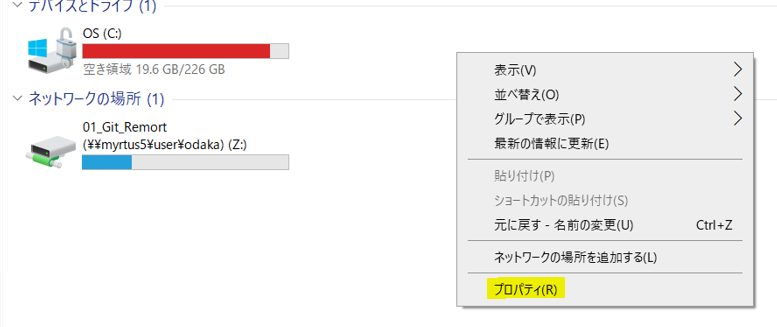 デバイスとドライブ (1)
OS (C:)
空き領域 19.6 GB/226 GB
ネットワークの場所 (1)
01_Git_Remort
(¥¥myrtus5¥user¥odaka) (Z:)
表示(V)
並べ替え(O)
グループで表示(P)
最新の情報に更新(E)
貼り付け(P)
ショートカットの貼り付け(S)
元に戻す - 名前の変更(U) Ctrl+Z
ネットワークの場所を追加する(L)
プロパティ(R)